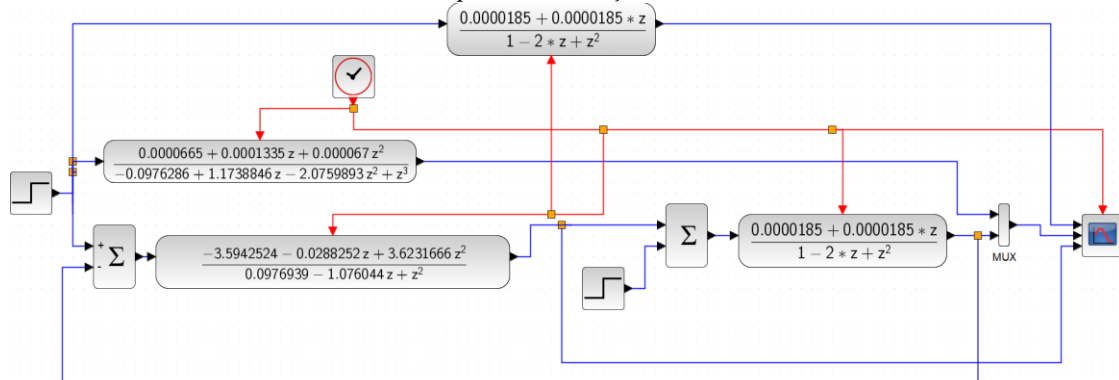 0.0000185 + 0.0000185 * z
1 − 2 * z + z²
0.0000665 + 0.0001335 z + 0.000067 z²
−0.0976286 + 1.1738846 z − 2.0759893 z² + z³
+
Σ
-
−3.5942524 − 0.0288252 z + 3.6231666 z²
0.0976939 − 1.076044 z + z²
Σ
0.0000185 + 0.0000185 * z
1 − 2 * z + z²
MUX